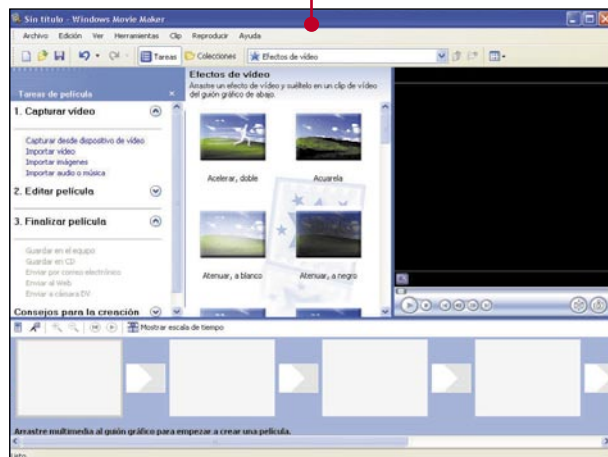 Sin título - Windows Movie Maker
Archivo Edición Ver Herramientas Clip Reproducir Ayuda
Tareas Colecciones Efectos de vídeo
Tareas de película
1. Capturar vídeo
Capturar desde dispositivo de vídeo
Importar vídeo
Importar imágenes
Importar audio o música
2. Editar película
3. Finalizar película
Guardar en el equipo
Guardar en CD
Enviar por correo electrónico
Enviar al Web
Enviar a cámara DV
Consejos para la creación
Efectos de vídeo
Arrastre un efecto de vídeo y suéltelo en un clip de vídeo
del guión gráfico de abajo.
Acelerar, doble
Acuarela
Atenuar, a blanco
Atenuar, a negro
Mostrar escala de tiempo
Arrastre multimedia al guión gráfico para empezar a crear una película.
Listo